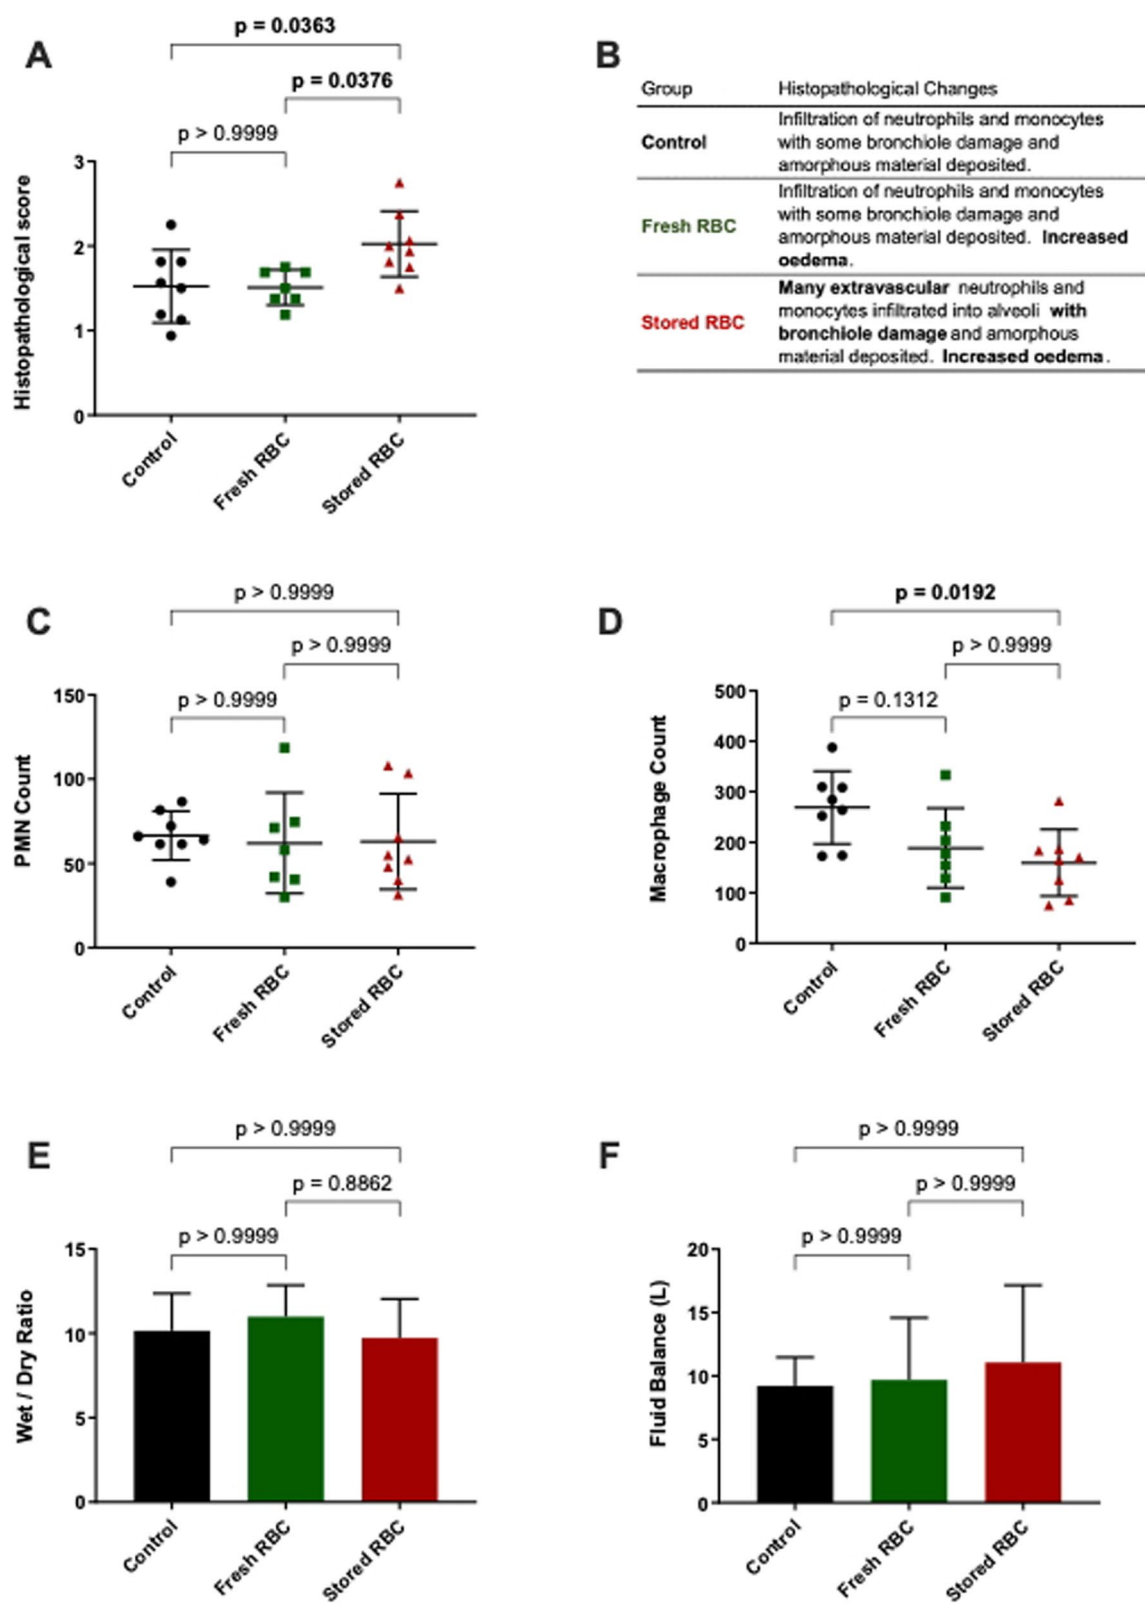 A
p = 0.0363
p = 0.0376
p > 0.9999
Histopathological score
3
2
1
0
Control
Fresh RBC
Stored RBC
B
Group Histopathological Changes
Control
Infiltration of neutrophils and monocytes
with some bronchiole damage and
amorphous material deposited.
Fresh RBC
Infiltration of neutrophils and monocytes
with some bronchiole damage and
amorphous material deposited. Increased
oedema.
Stored RBC
Many extravascular neutrophils and
monocytes infiltrated into alveoli with
bronchiole damage and amorphous
material deposited. Increased oedema.
C
p > 0.9999
p > 0.9999
p > 0.9999
PMN Count
150
100
50
0
Control
Fresh RBC
Stored RBC
D
p = 0.0192
p > 0.9999
p = 0.1312
Macrophage Count
500
400
300
200
100
0
Control
Fresh RBC
Stored RBC
E
p > 0.9999
p = 0.8862
p > 0.9999
Wet / Dry Ratio
15
10
5
0
Control
Fresh RBC
Stored RBC
F
p > 0.9999
p > 0.9999
p > 0.9999
Fluid Balance (L)
20
15
10
5
0
Control
Fresh RBC
Stored RBC